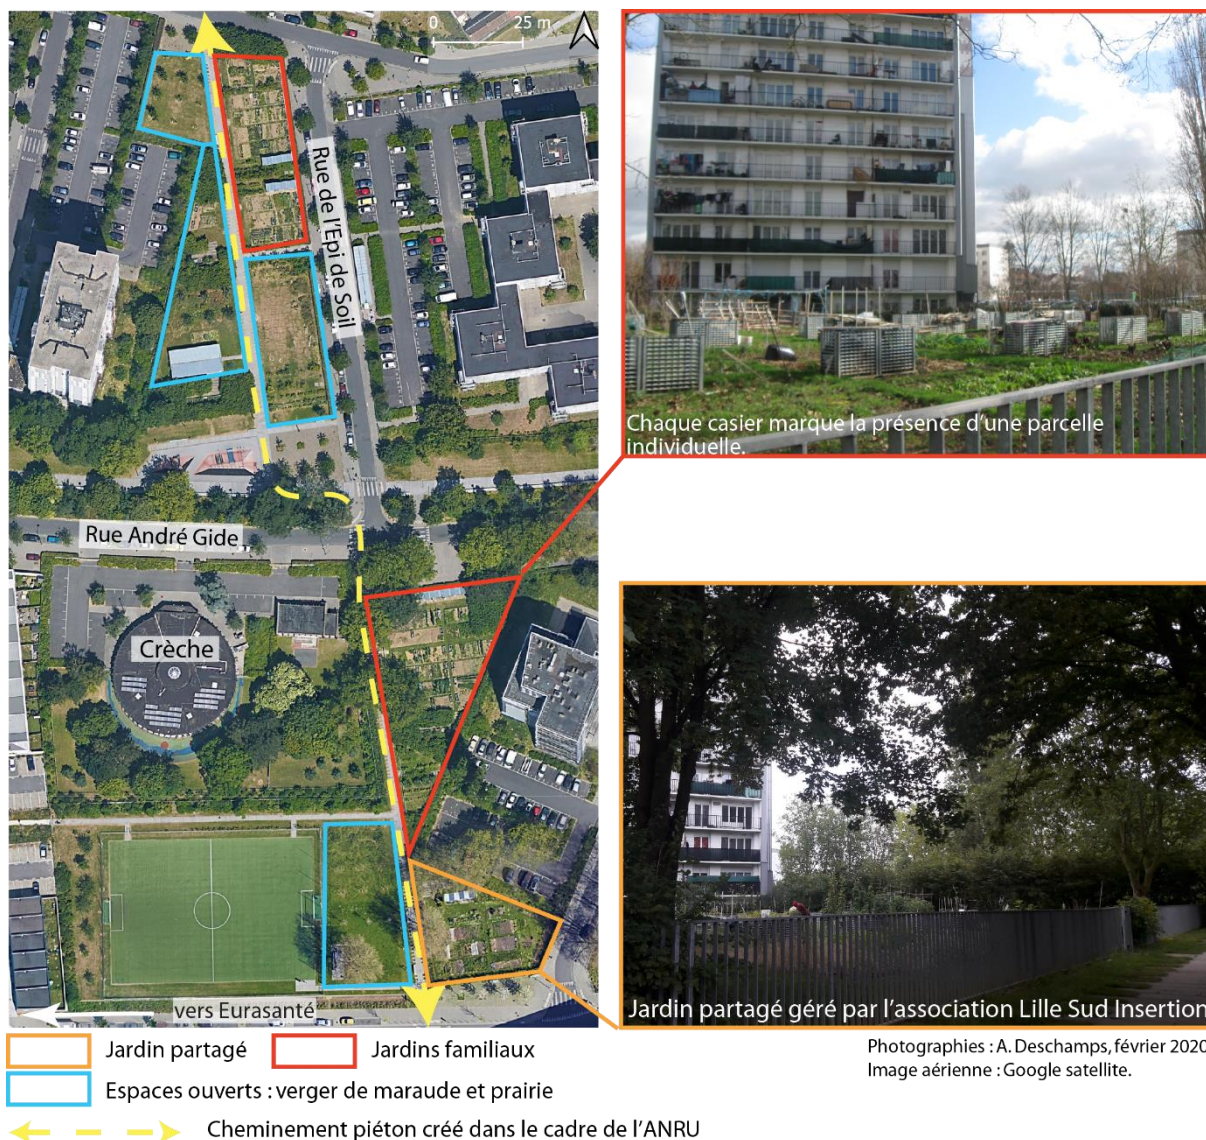 0 25 m
Rue de l'Epi de Soil
Rue André Gide
Crèche
vers Eurasanté
Chaque casier marque la présence d'une parcelle
individuelle.
Jardin partagé géré par l'association Lille Sud Insertion
Photographies : A. Deschamps, février 2020
Image aérienne : Google satellite.
Jardin partagé
Jardins familiaux
Espaces ouverts : verger de maraude et prairie
Cheminement piéton créé dans le cadre de l'ANRU